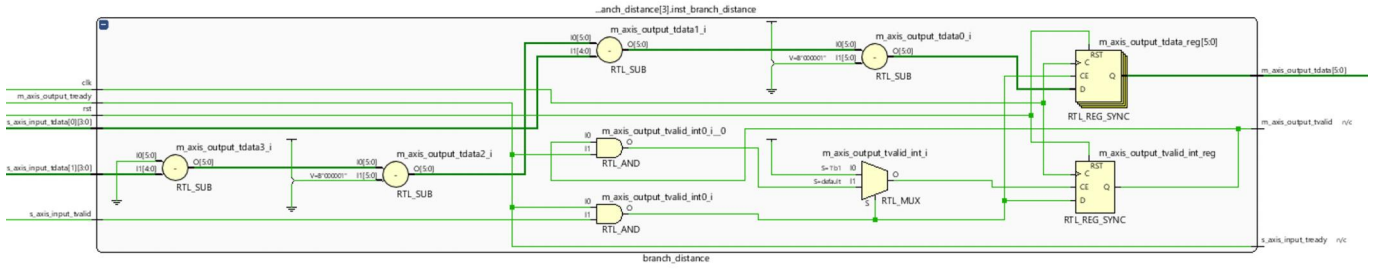 ...anch_distance[3].inst_branch_distance
m_axis_output_tdata1_i
I0[5:0]
I1[4:0]
O[5:0]
RTL_SUB
m_axis_output_tdata0_i
I0[5:0]
V=B"000001"
I1[5:0]
O[5:0]
RTL_SUB
m_axis_output_tdata_reg[5:0]
RST
C
CE
Q
D
RTL_REG_SYNC
m_axis_output_tdata[5:0]
clk
m_axis_output_tready
rst
s_axis_input_tdata[0][3:0]
m_axis_output_tvalid n/c
m_axis_output_tvalid_int0_i__0
I0
I1
O
RTL_AND
m_axis_output_tdata3_i
I0[5:0]
I1[4:0]
O[5:0]
RTL_SUB
s_axis_input_tdata[1][3:0]
m_axis_output_tdata2_i
I0[5:0]
V=B"000001"
I1[5:0]
O[5:0]
RTL_SUB
m_axis_output_tvalid_int_i
S=1'b1
I0
S=default
I1
O
S
RTL_MUX
m_axis_output_tvalid_int_reg
RST
C
CE
Q
D
RTL_REG_SYNC
m_axis_output_tvalid_int0_i
I0
I1
O
RTL_AND
s_axis_input_tvalid
s_axis_input_tready n/c
branch_distance